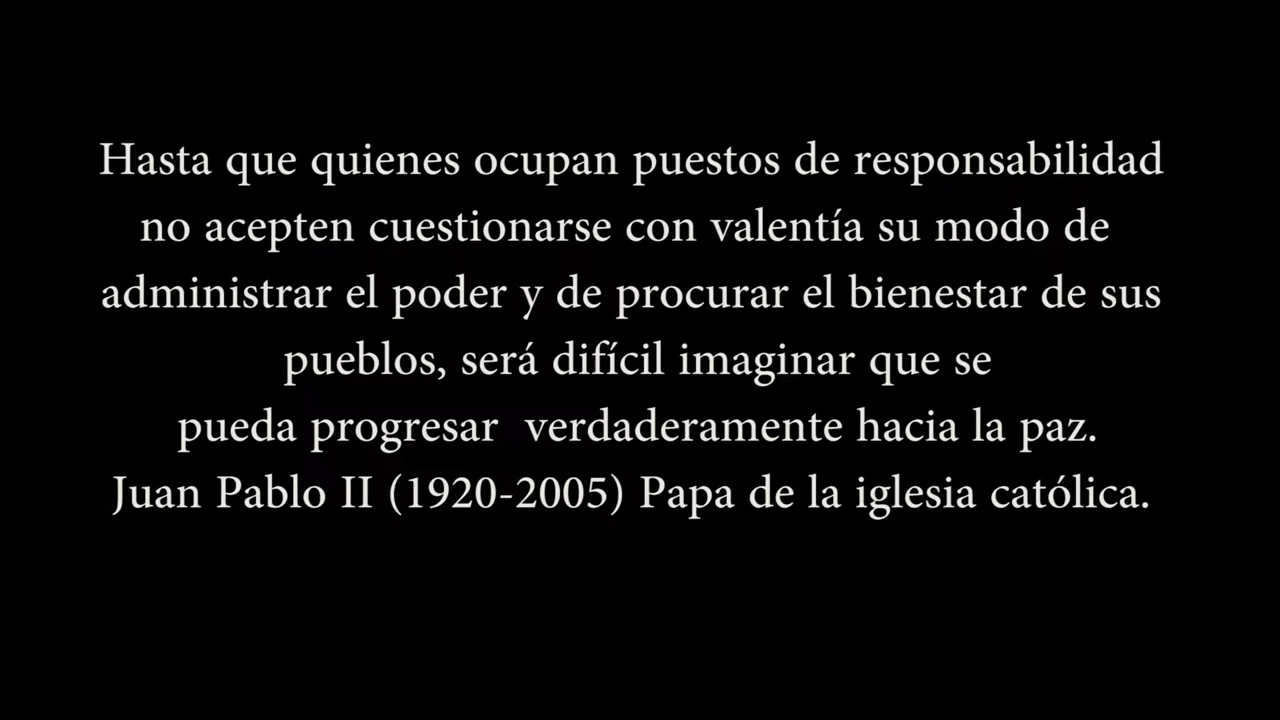 Hasta que quienes ocupan puestos de responsabilidad
no acepten cuestionarse con valentía su modo de
administrar el poder y de procurar el bienestar de sus
pueblos, será difícil imaginar que se
pueda progresar  verdaderamente hacia la paz.
Juan Pablo II (1920-2005) Papa de la iglesia católica.